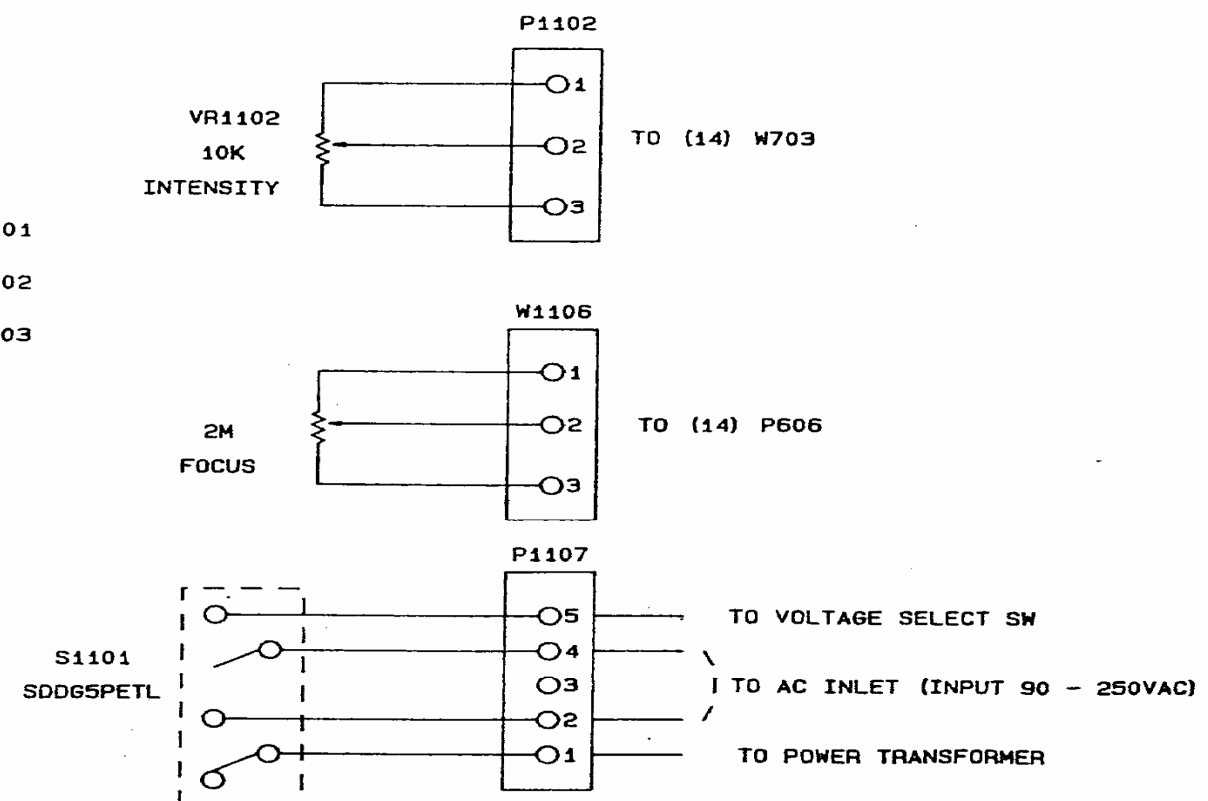 P1102
1
VR1102
10K
INTENSITY
2
TO (14) W703
3
01
02
03
W1106
1
2M
FOCUS
2
TO (14) P606
3
P1107
5
TO VOLTAGE SELECT SW
S1101
SDDG5PETL
4
3
TO AC INLET (INPUT 90 - 250VAC)
2
1
TO POWER TRANSFORMER